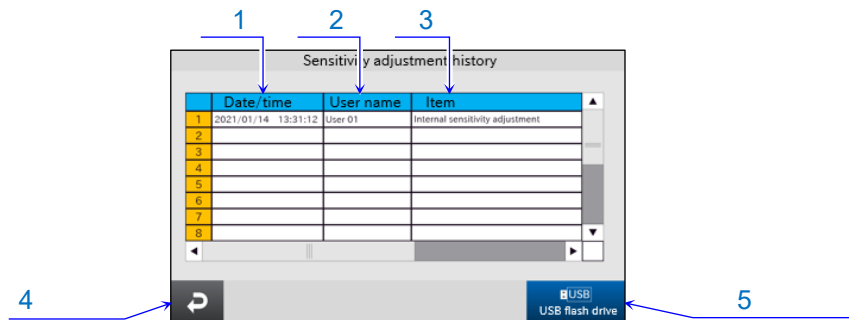 1 2 3
Sensitivity adjustment history
Date/time User name Item
1 2021/01/14 13:31:12 User 01 Internal sensitivity adjustment
2
3
4
5
6
7
8
4
USB
USB flash drive
5